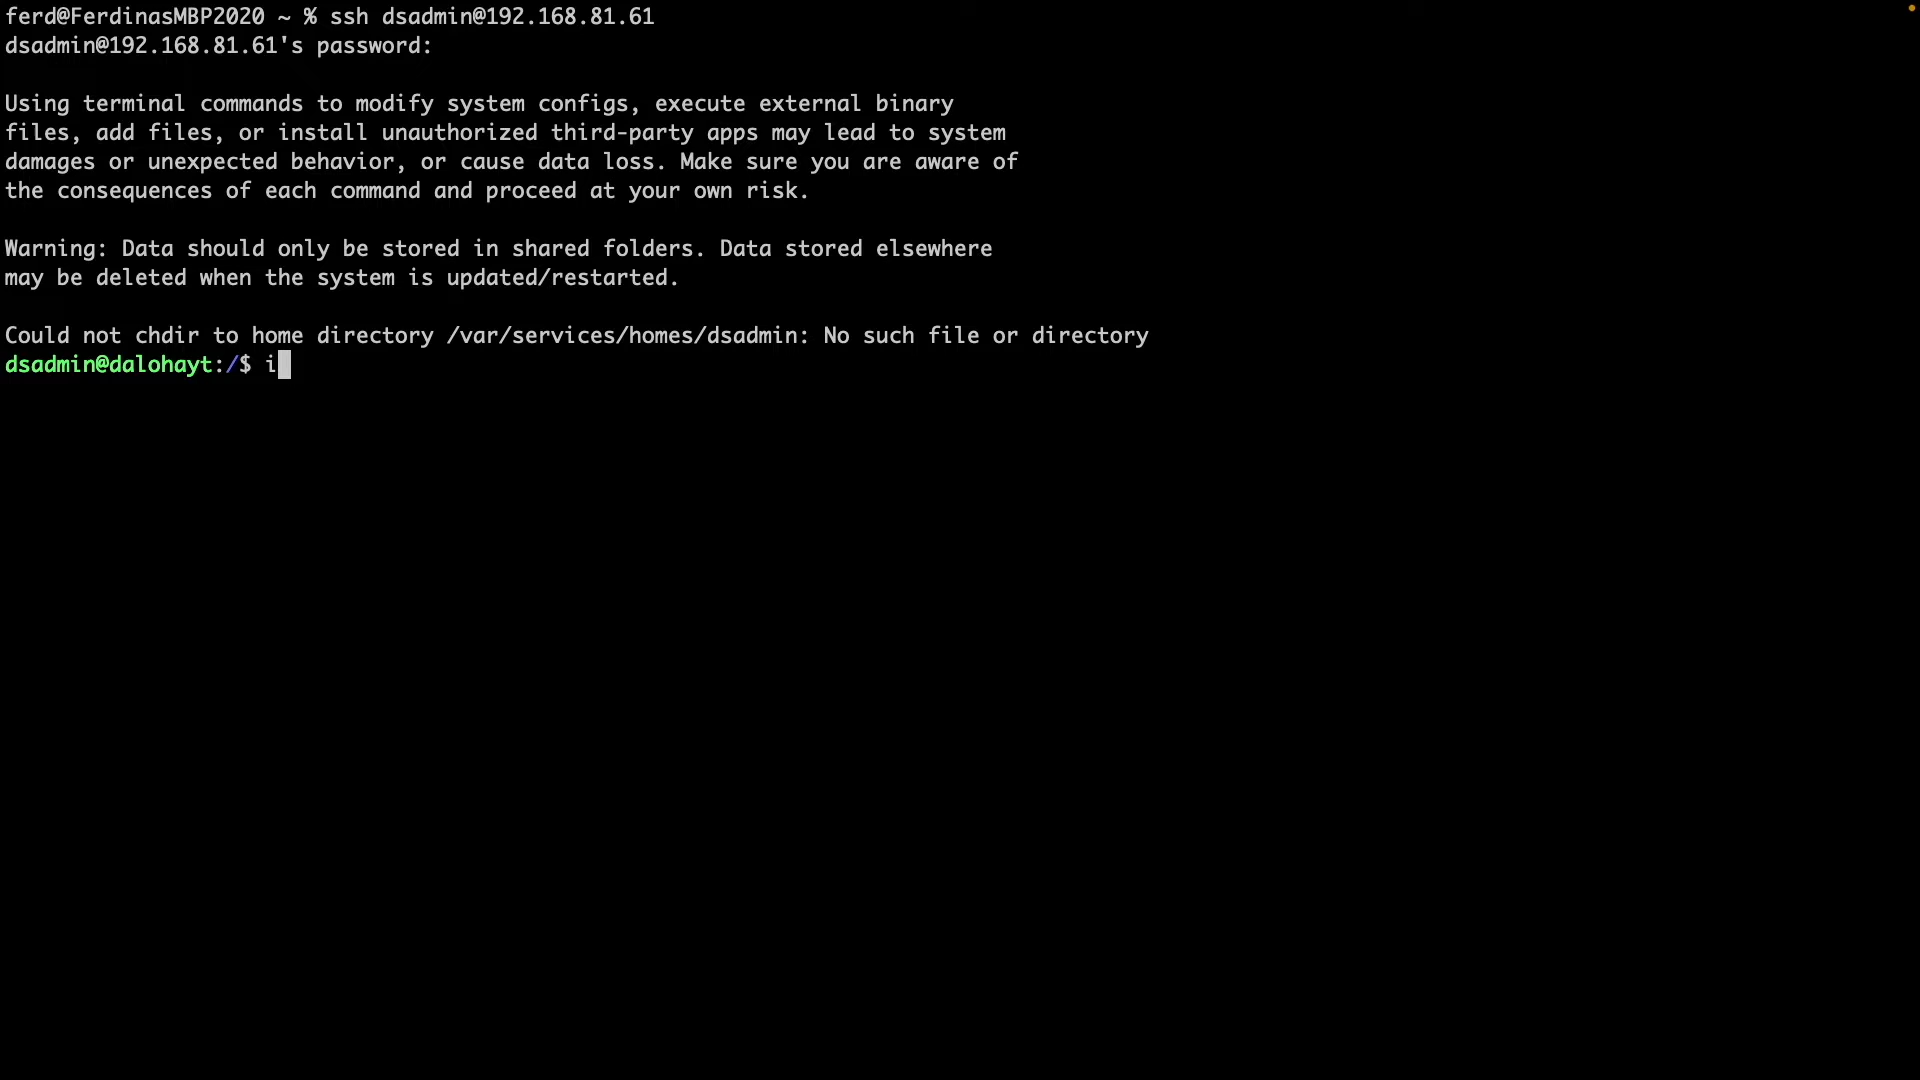 ferd@FerdinasMBP2020 ~ % ssh dsadmin@192.168.81.61
dsadmin@192.168.81.61's password:
Using terminal commands to modify system configs, execute external binary
files, add files, or install unauthorized third-party apps may lead to system
damages or unexpected behavior, or cause data loss. Make sure you are aware of
the consequences of each command and proceed at your own risk.
Warning: Data should only be stored in shared folders. Data stored elsewhere
may be deleted when the system is updated/restarted.
Could not chdir to home directory /var/services/homes/dsadmin: No such file or directory
dsadmin@dalohayt:/$ i